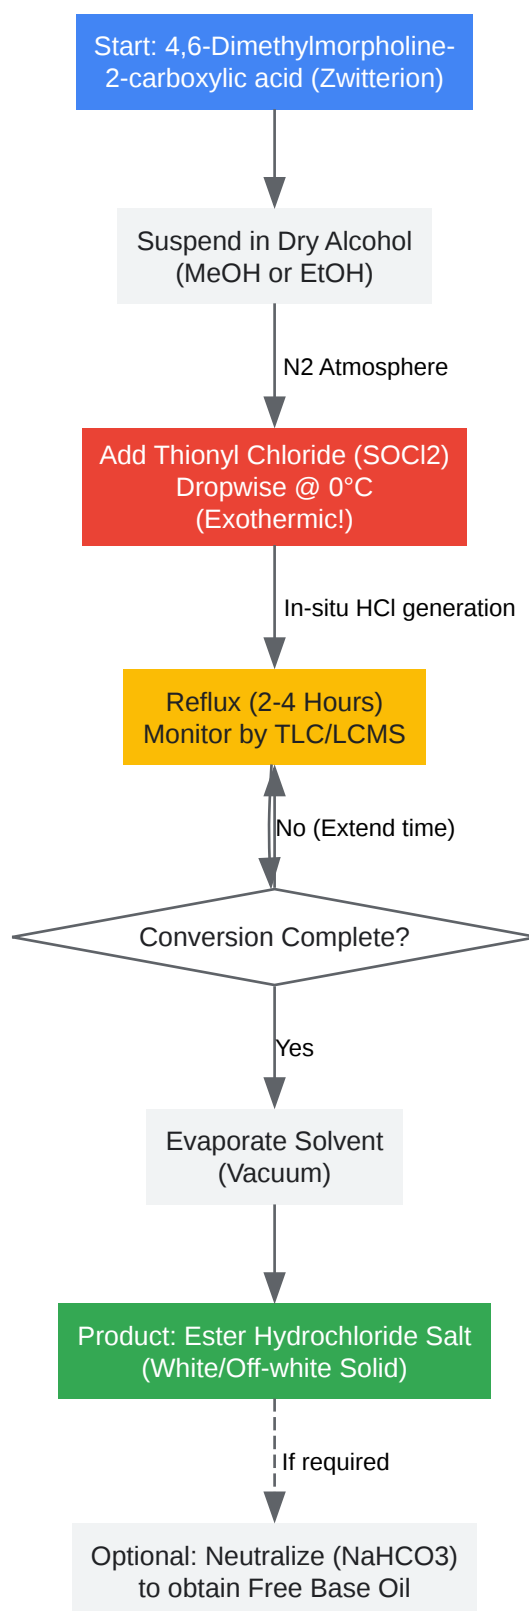 Start: 4,6-Dimethylmorpholine-
2-carboxylic acid (Zwitterion)
Suspend in Dry Alcohol
(MeOH or EtOH)
N2 Atmosphere
Add Thionyl Chloride (SOCl2)
Dropwise @ 0°C
(Exothermic!)
In-situ HCl generation
Reflux (2-4 Hours)
Monitor by TLC/LCMS
No (Extend time)
Conversion Complete?
Yes
Evaporate Solvent
(Vacuum)
Product: Ester Hydrochloride Salt
(White/Off-white Solid)
If required
Optional: Neutralize (NaHCO3)
to obtain Free Base Oil